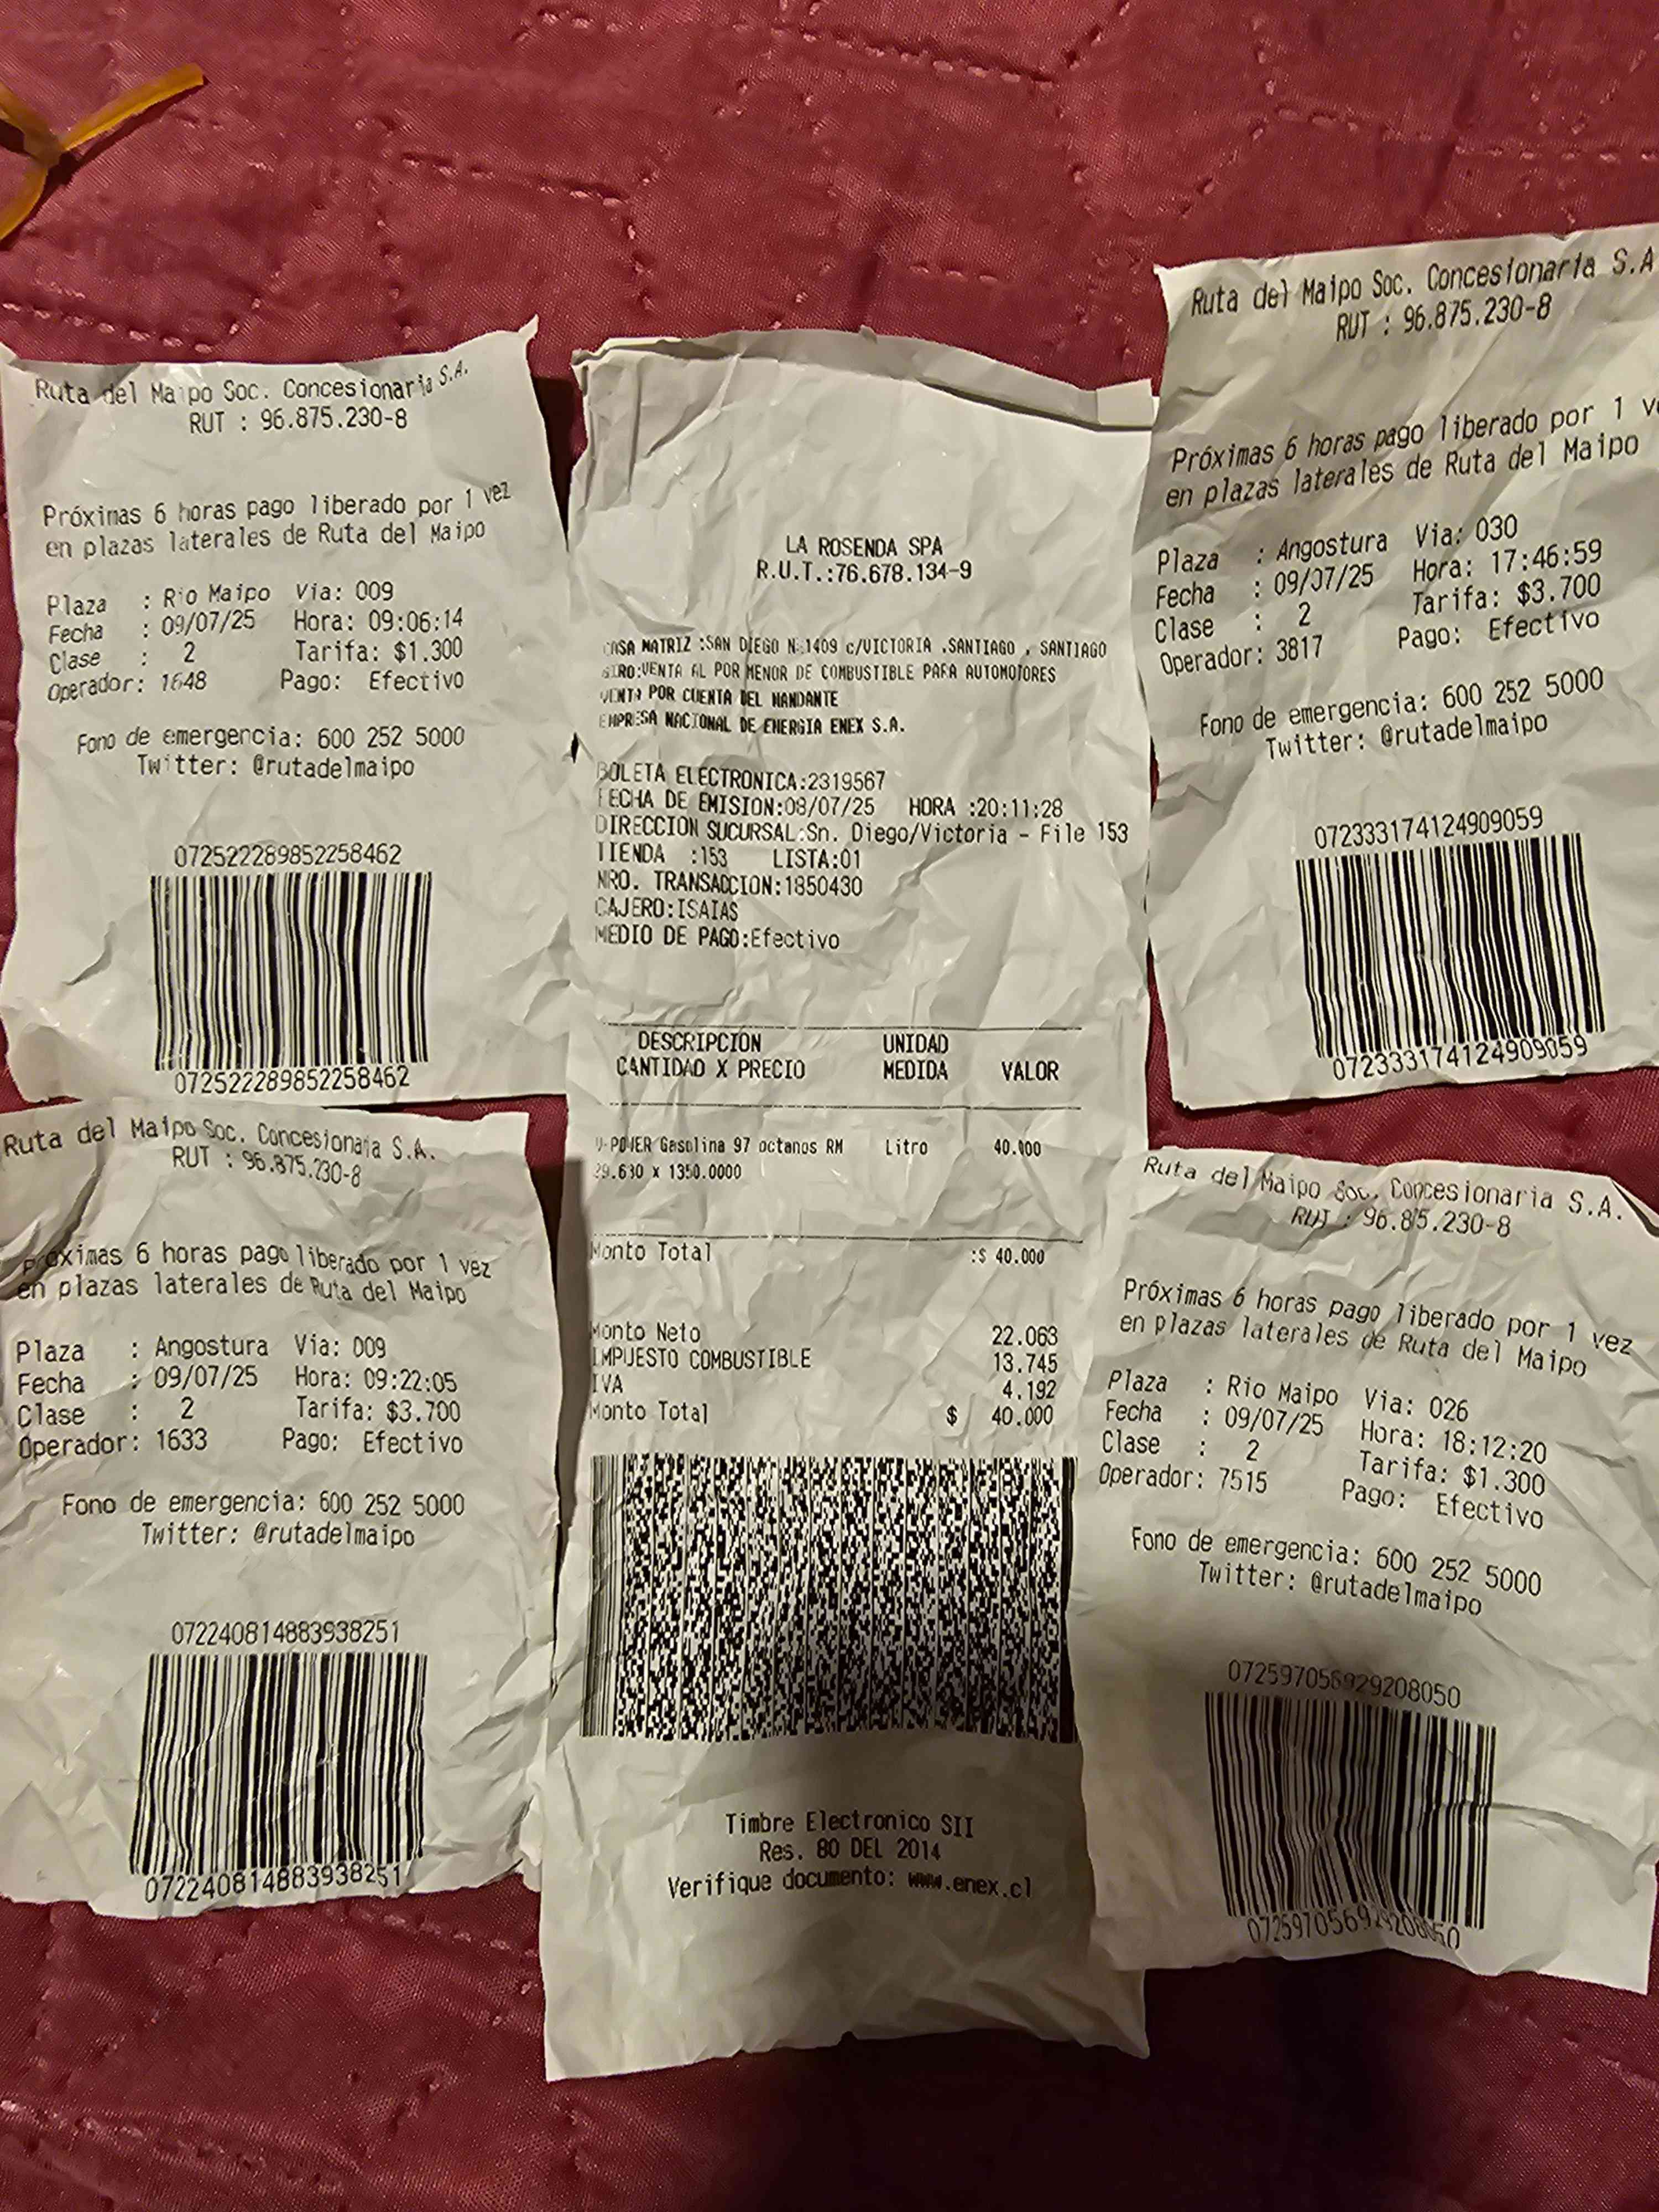 Ruta del Maipo Soc. Concesionaria S.A.
RUT : 96.875.230-8
Próximas 6 horas pago liberado por 1 vez
en plazas laterales de Ruta del Maipo
Plaza : Rio Maipo Via: 009
Fecha : 09/07/25 Hora: 09:06:14
Clase : 2 Tarifa: $1.300
Operador: 1648 Pago: Efectivo
Fono de emergencia: 600 252 5000
Twitter: @rutadelmaipo
072522289852258462
072522289852258462
Ruta del Maipo Soc. Concesionaria S.A.
RUT : 96.875.230-8
Próximas 6 horas pago liberado por 1 vez
en plazas laterales de Ruta del Maipo
Plaza : Angostura Via: 009
Fecha : 09/07/25 Hora: 09:22:05
Clase : 2 Tarifa: $3.700
Operador: 1633 Pago: Efectivo
Fono de emergencia: 600 252 5000
Twitter: @rutadelmaipo
072240814883938251
072240814883938251
LA ROSENDA SPA
R.U.T.:76.678.134-9
CASA MATRIZ :SAN DIEGO N:1409 c/VICTORIA .SANTIAGO , SANTIAGO
GIRO:VENTA AL POR MENOR DE COMBUSTIBLE PARA AUTOMOTORES
VENTA POR CUENTA DEL MANDANTE
EMPRESA NACIONAL DE ENERGIA ENEX S.A.
BOLETA ELECTRONICA:2319567
FECHA DE EMISION:08/07/25 HORA :20:11:28
DIRECCION SUCURSAL:Sn. Diego/Victoria - File 153
TIENDA :153 LISTA:01
NRO. TRANSACCION:1850430
CAJERO:ISAIAS
MEDIO DE PAGO:Efectivo
DESCRIPCION UNIDAD
CANTIDAD X PRECIO MEDIDA VALOR
V-POWER Gasolina 97 octanos RM Litro 40.000
29.630 x 1350.0000
Monto Total :$ 40.000
Monto Neto 22.063
IMPUESTO COMBUSTIBLE 13.745
IVA 4.192
Monto Total $ 40.000
Timbre Electronico SII
Res. 80 DEL 2014
Verifique documento: www.enex.cl
Ruta del Maipo Soc. Concesionaria S.A
RUT : 96.875.230-8
Próximas 6 horas pago liberado por 1 ve
en plazas laterales de Ruta del Maipo
Plaza : Angostura Via: 030
Fecha : 09/07/25 Hora: 17:46:59
Clase : 2 Tarifa: $3.700
Operador: 3817 Pago: Efectivo
Fono de emergencia: 600 252 5000
Twitter: @rutadelmaipo
072333174124909059
072333174124909059
Ruta del Maipo Soc. Concesionaria S.A.
RUT : 96.875.230-8
Próximas 6 horas pago liberado por 1 vez
en plazas laterales de Ruta del Maipo
Plaza : Rio Maipo Via: 026
Fecha : 09/07/25 Hora: 18:12:20
Clase : 2 Tarifa: $1.300
Operador: 7515 Pago: Efectivo
Fono de emergencia: 600 252 5000
Twitter: @rutadelmaipo
072597056929208050
072597056929208050